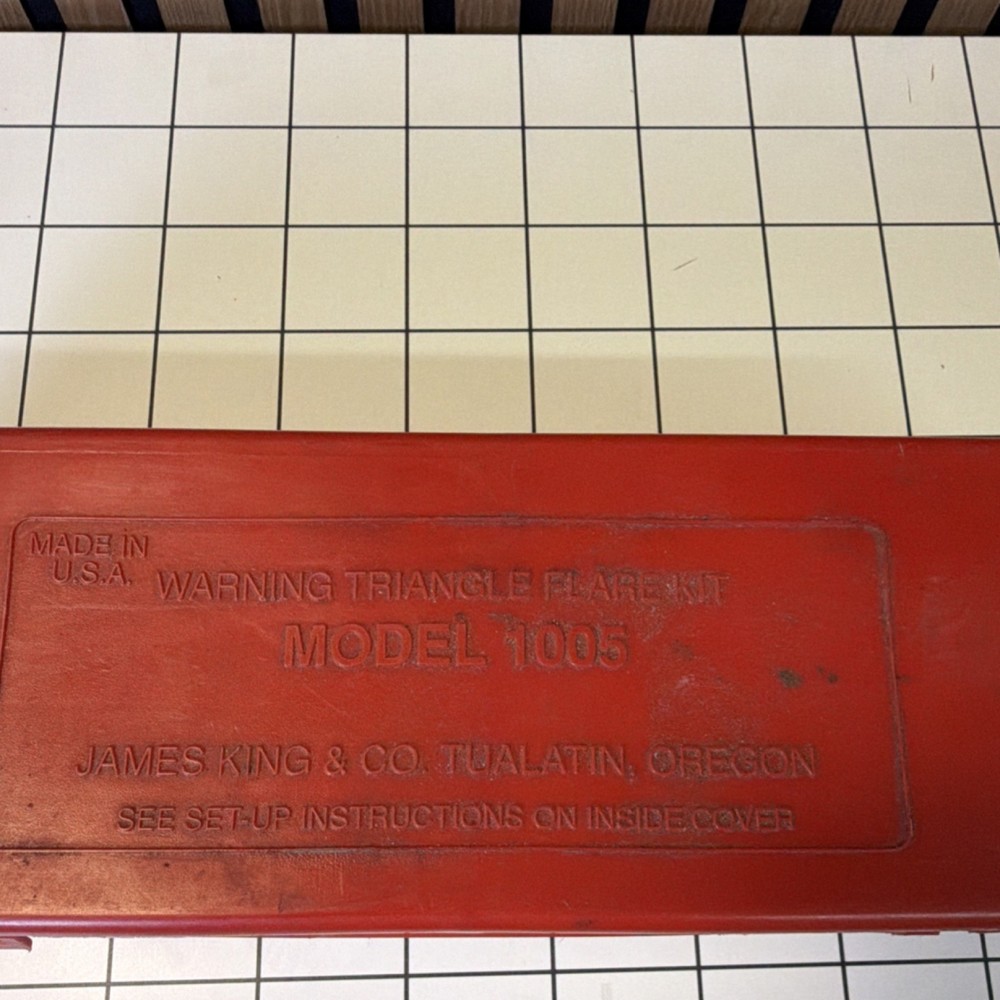 MADE IN
U.S.A.
WARNING TRIANGLE FLARE KIT
MODEL 1005
JAMES KING & CO. TUALATIN, OREGON
SEE SET-UP INSTRUCTIONS ON INSIDE COVER